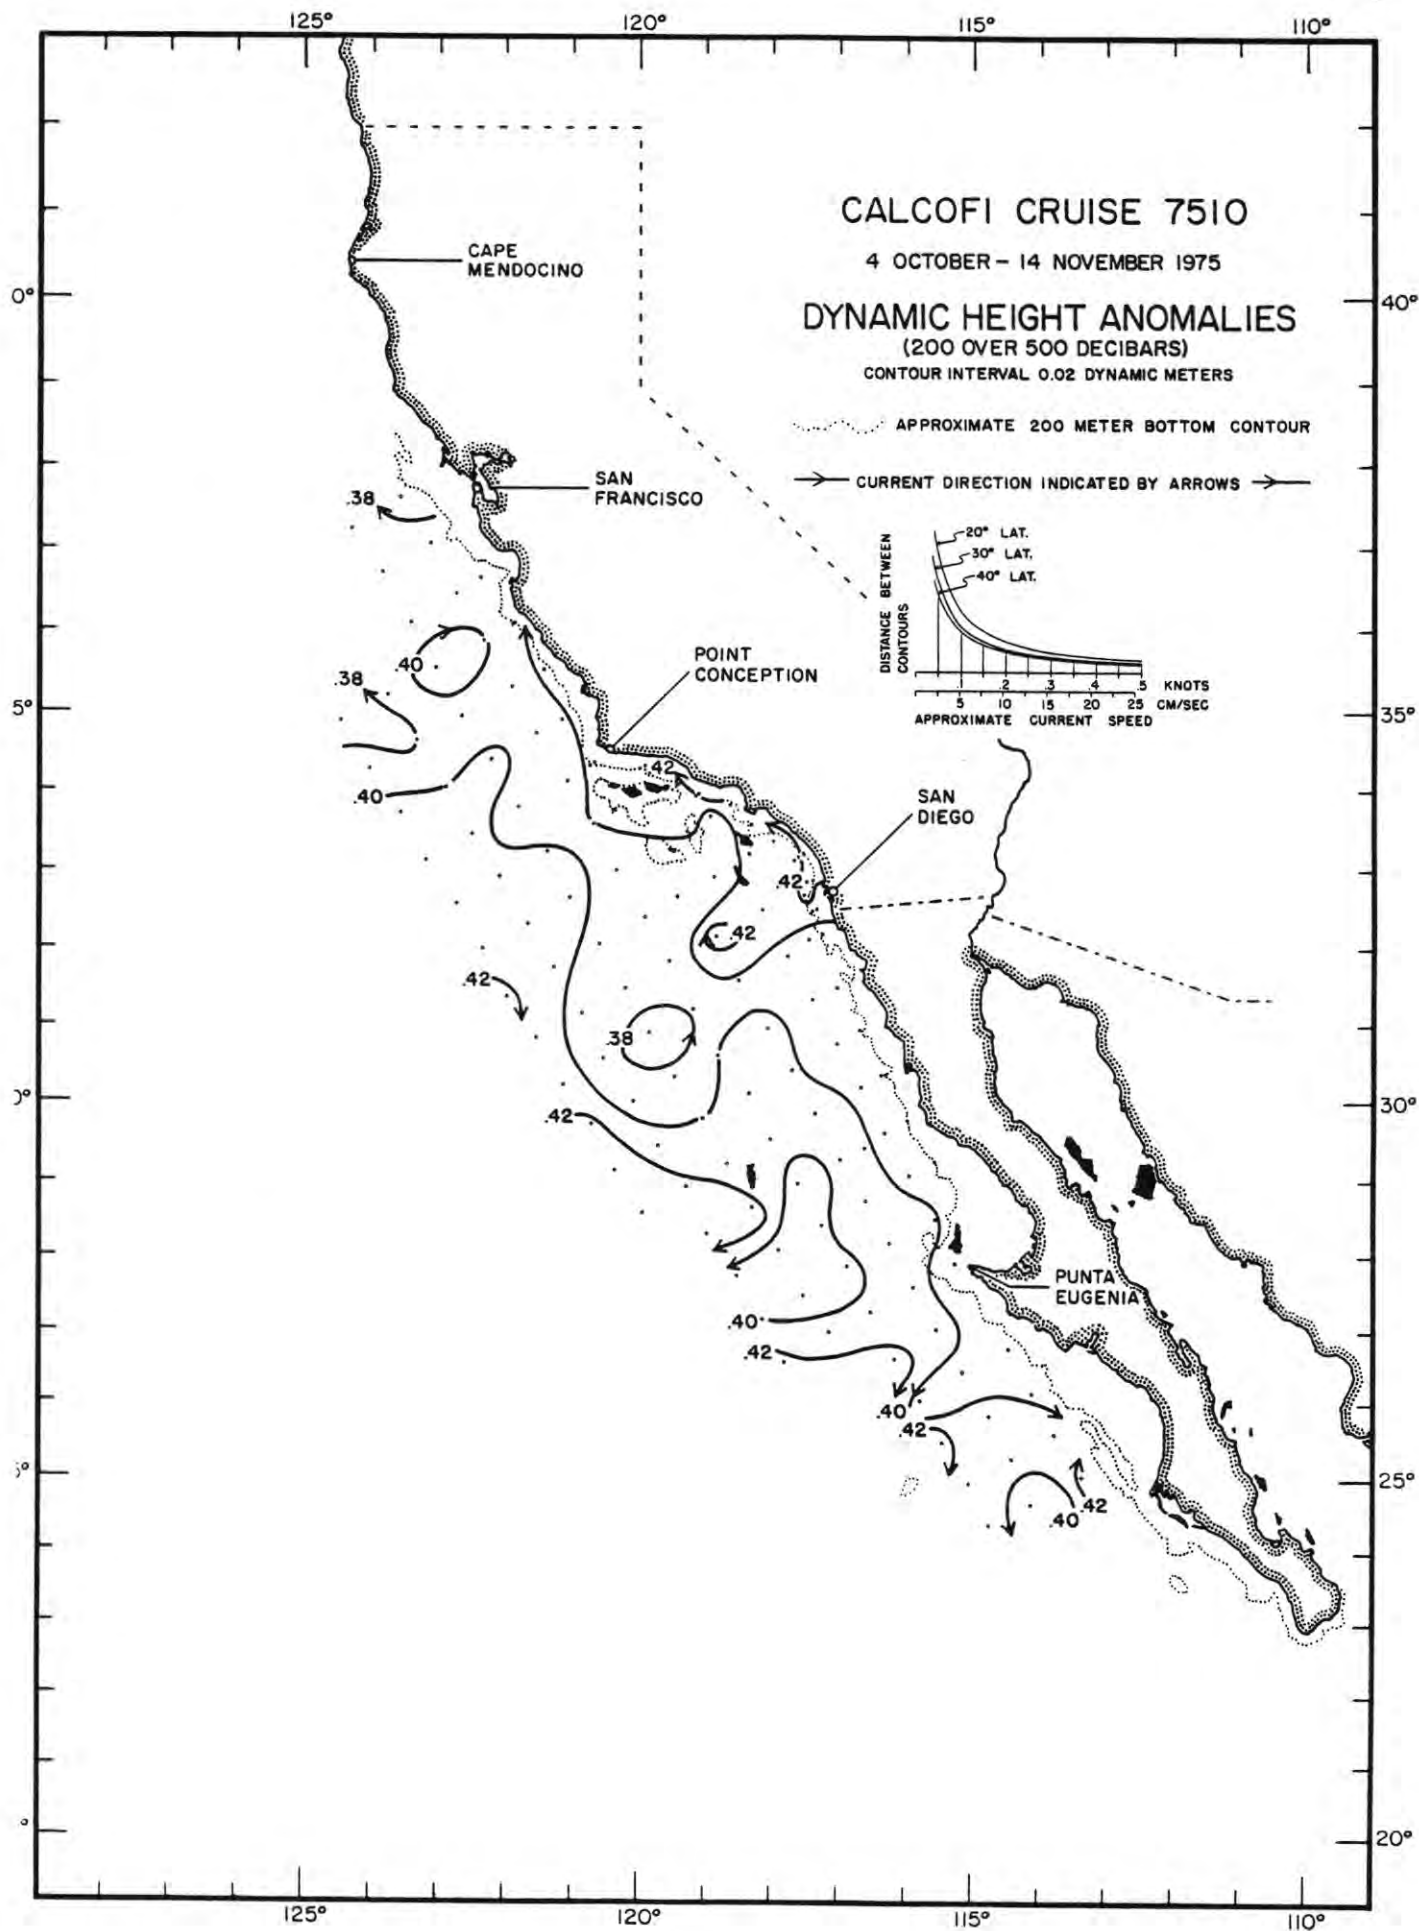 125° 120° 115° 110°
CALCOFI CRUISE 7510
4 OCTOBER – 14 NOVEMBER 1975
CAPE
MENDOCINO
0° 40°
DYNAMIC HEIGHT ANOMALIES
(200 OVER 500 DECIBARS)
CONTOUR INTERVAL 0.02 DYNAMIC METERS
APPROXIMATE 200 METER BOTTOM CONTOUR
SAN
FRANCISCO
CURRENT DIRECTION INDICATED BY ARROWS
.38
DISTANCE BETWEEN
CONTOURS
20° LAT.
30° LAT.
40° LAT.
POINT
CONCEPTION
.40
.38
.1 .2 .3 .4 .5 KNOTS
5 10 15 20 25 CM/SEC
APPROXIMATE CURRENT SPEED
5° 35°
.42
.40
SAN
DIEGO
.42
.42
.42
.38
0° 30°
.42
PUNTA
EUGENIA
.40
.42
.40
.42
5° 25°
.42
.40
° 20°
125° 120° 115° 110°